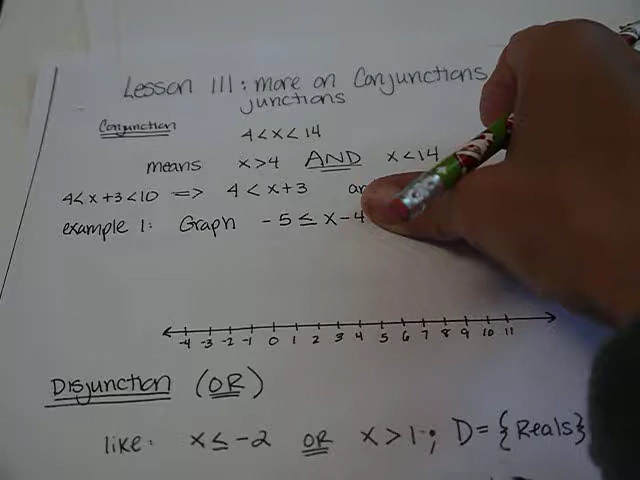 Lesson 111: more on Conjunctions
junctions
Conjunction 4 < x < 14
means x > 4 AND x < 14
4 < x + 3 < 10 => 4 < x + 3
example 1: Graph -5 ≤ x - 4
-4 -3 -2 -1 0 1 2 3 4 5 6 7 8 9 10 11
Disjunction (OR)
like: x ≤ -2 OR x > 1; D = {Reals}